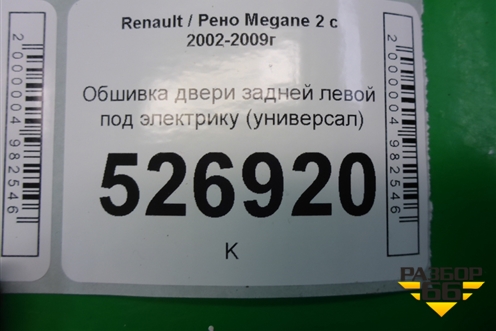 Renault / Рено Megane 2 с
2002-2009г
Обшивка двери задней левой
под электрику (универсал)
526920
К
2000004982546
2000004982546
РАЗБОР
66